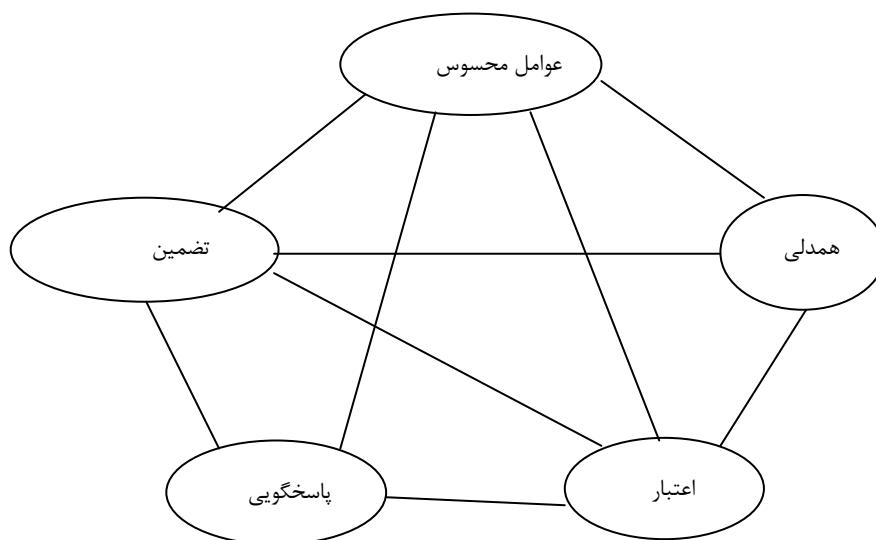 عوامل محسوس
همدلی
تضمین
اعتبار
پاسخگویی